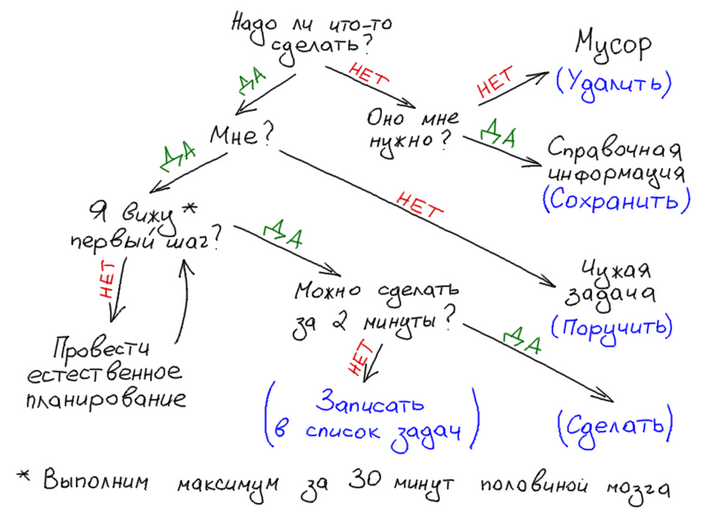 Надо ли что-то
сделать?
ДА
НЕТ
Мне?
Оно мне
нужно?
НЕТ
Мусор
(Удалить)
ДА
Справочная
информация
(Сохранить)
ДА
НЕТ
Чужая
задача
(Поручить)
Я вижу*
первый шаг?
НЕТ
Провести
естественное
планирование
ДА
Можно сделать
за 2 минуты?
НЕТ
(Записать
в список задач)
ДА
(Сделать)
* Выполним максимум за 30 минут половиной мозга